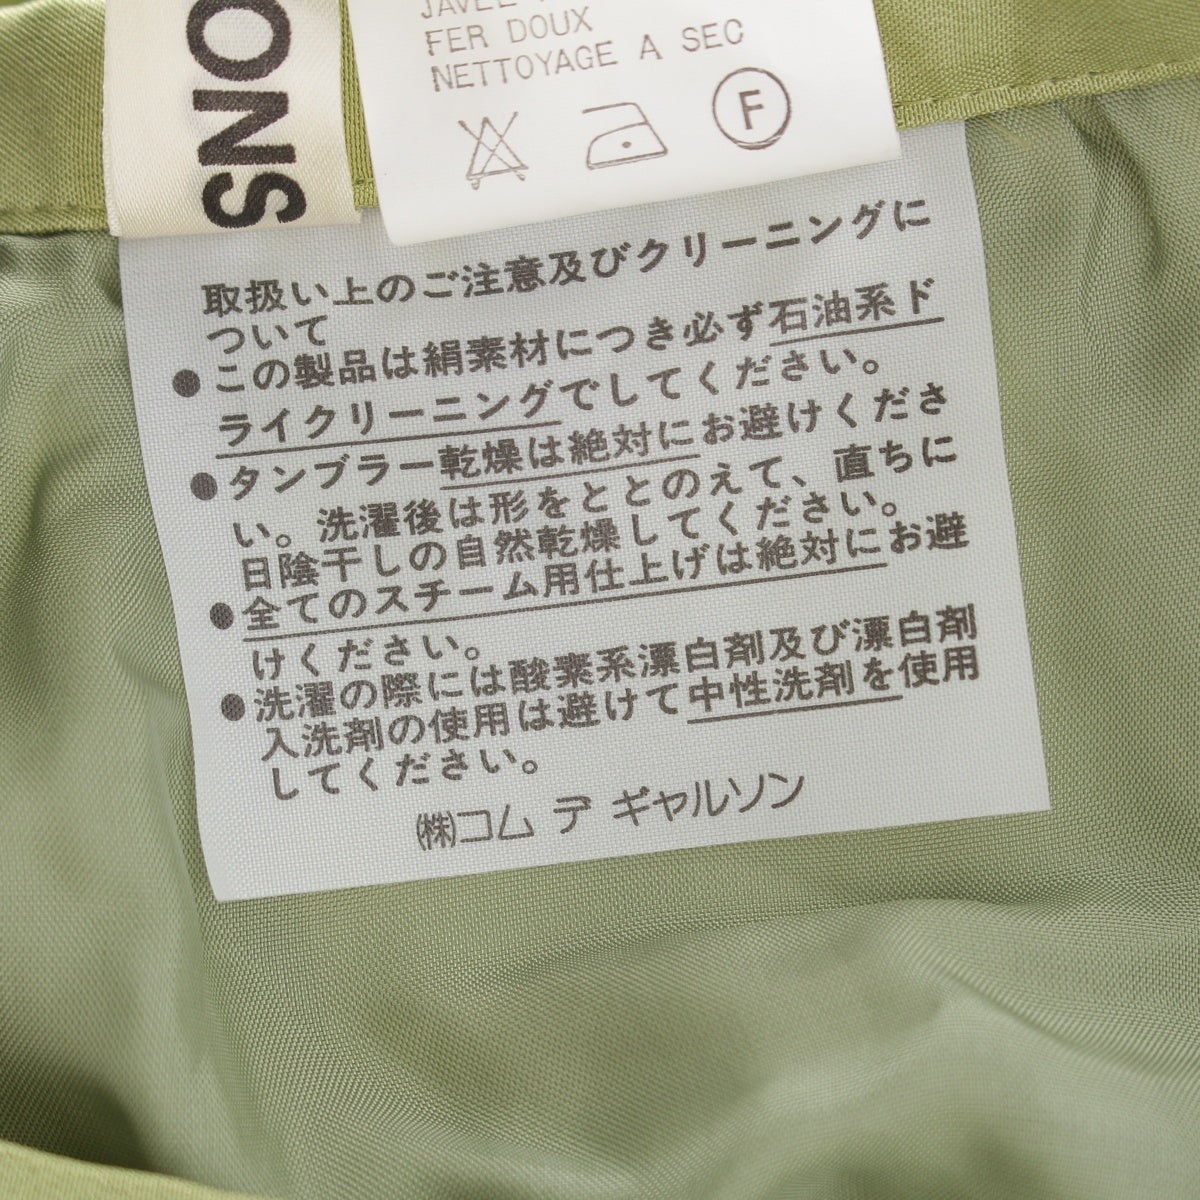 ONS
FER DOUX
NETTOYAGE A SEC
F
取扱い上のご注意及びクリーニングに
ついて
●この製品は絹素材につき必ず石油系ド
ライクリーニングでしてください。
●タンブラー乾燥は絶対にお避けくださ
い。洗濯後は形をととのえて、直ちに
日陰干しの自然乾燥してください。
●全てのスチーム用仕上げは絶対にお避
けください。
●洗濯の際には酸素系漂白剤及び漂白剤
入洗剤の使用は避けて中性洗剤を使用
してください。
㈱コム デ ギャルソン